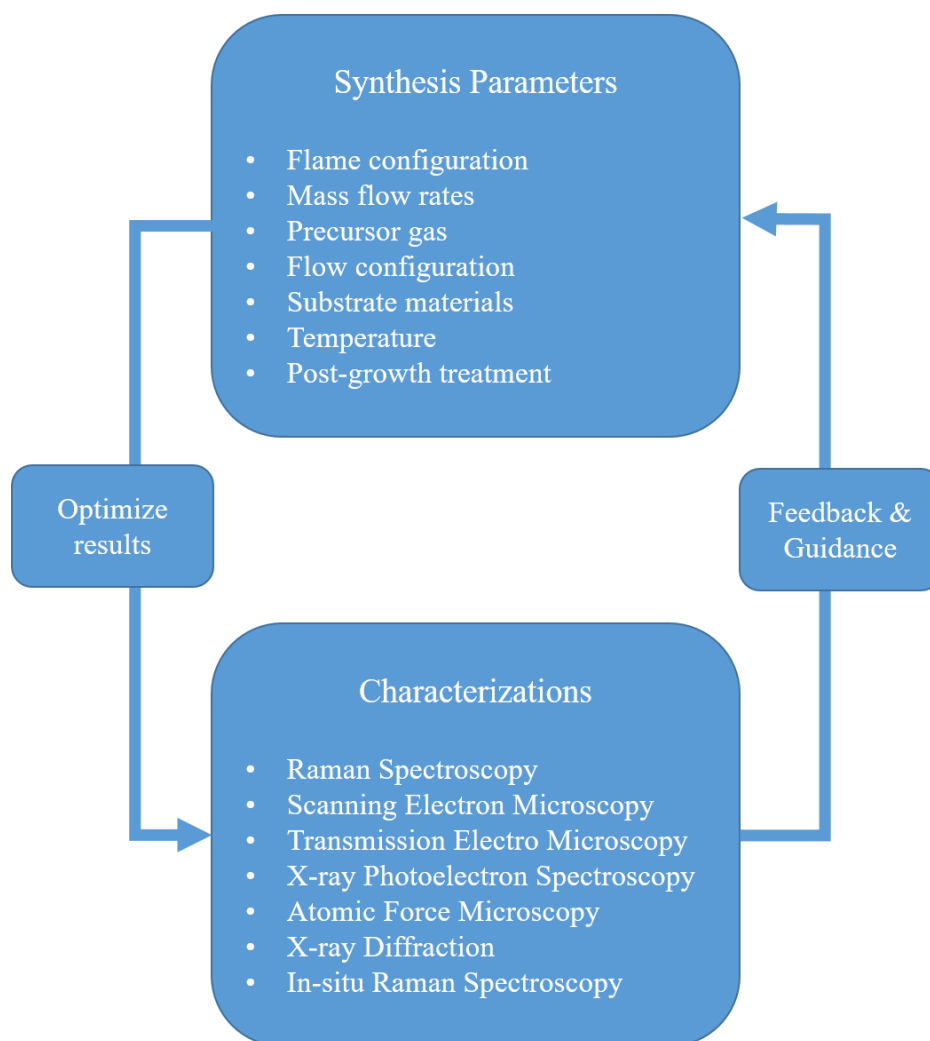 Synthesis Parameters
• Flame configuration
• Mass flow rates
• Precursor gas
• Flow configuration
• Substrate materials
• Temperature
• Post-growth treatment
Optimize
results
Feedback &
Guidance
Characterizations
• Raman Spectroscopy
• Scanning Electron Microscopy
• Transmission Electro Microscopy
• X-ray Photoelectron Spectroscopy
• Atomic Force Microscopy
• X-ray Diffraction
• In-situ Raman Spectroscopy